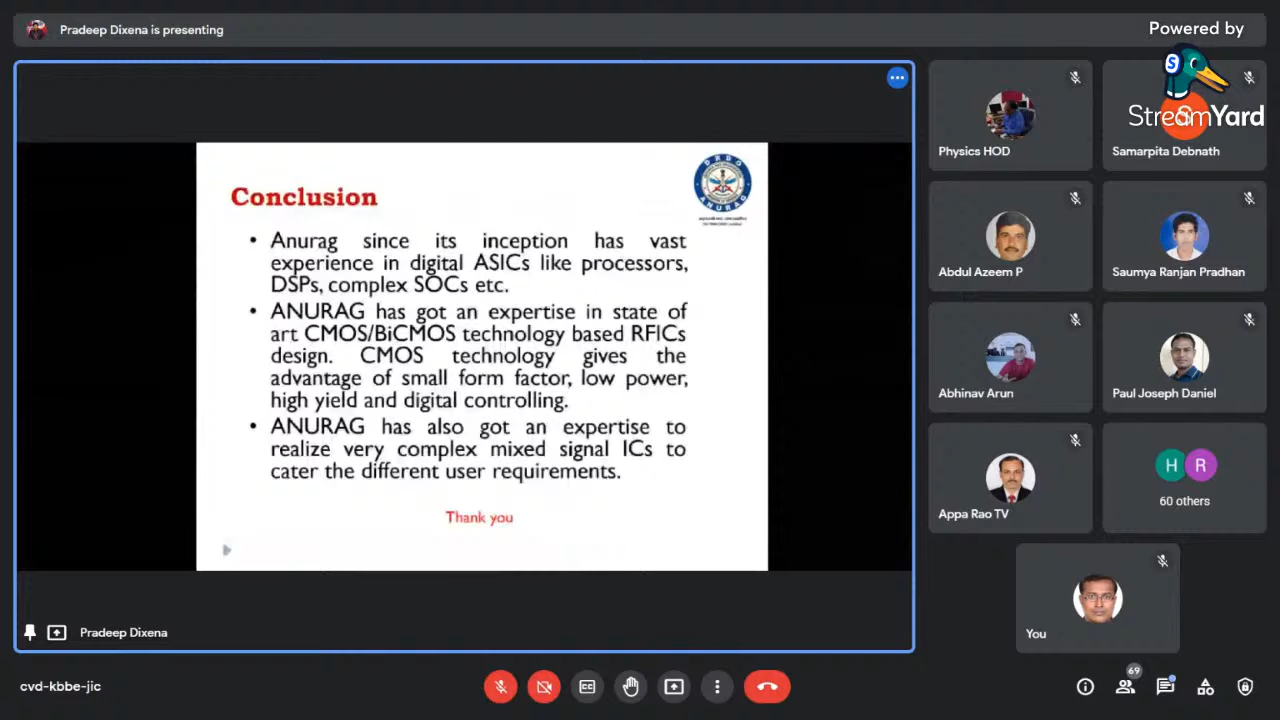 Pradeep Dixena is presenting
Powered by
StreamYard
Conclusion
DRDO
ANURAG
• Anurag since its inception has vast
experience in digital ASICs like processors,
DSPs, complex SOCs etc.
• ANURAG has got an expertise in state of
art CMOS/BiCMOS technology based RFICs
design. CMOS technology gives the
advantage of small form factor, low power,
high yield and digital controlling.
• ANURAG has also got an expertise to
realize very complex mixed signal ICs to
cater the different user requirements.
Thank you
Pradeep Dixena
Physics HOD
S
S
Samarpita Debnath
Abdul Azeem P
Saumya Ranjan Pradhan
Abhinav Arun
Paul Joseph Daniel
Appa Rao TV
H R
60 others
You
cvd-kbbe-jic
CC
69